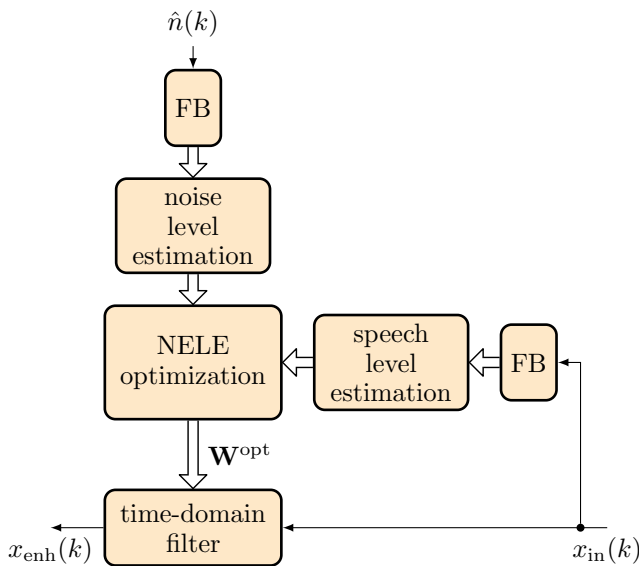 n̂(k)
FB
noise
level
estimation
NELE
optimization
speech
level
estimation
FB
W^opt
time-domain
filter
x_enh(k)
x_in(k)